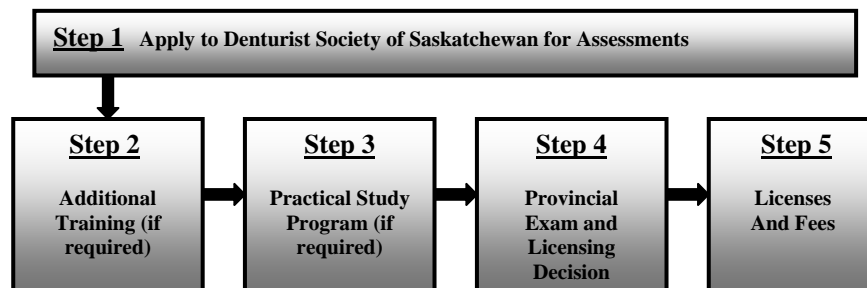 Step 1 Apply to Denturist Society of Saskatchewan for Assessments
Step 2
Additional
Training (if
required)
Step 3
Practical Study
Program (if
required)
Step 4
Provincial
Exam and
Licensing
Decision
Step 5
Licenses
And Fees